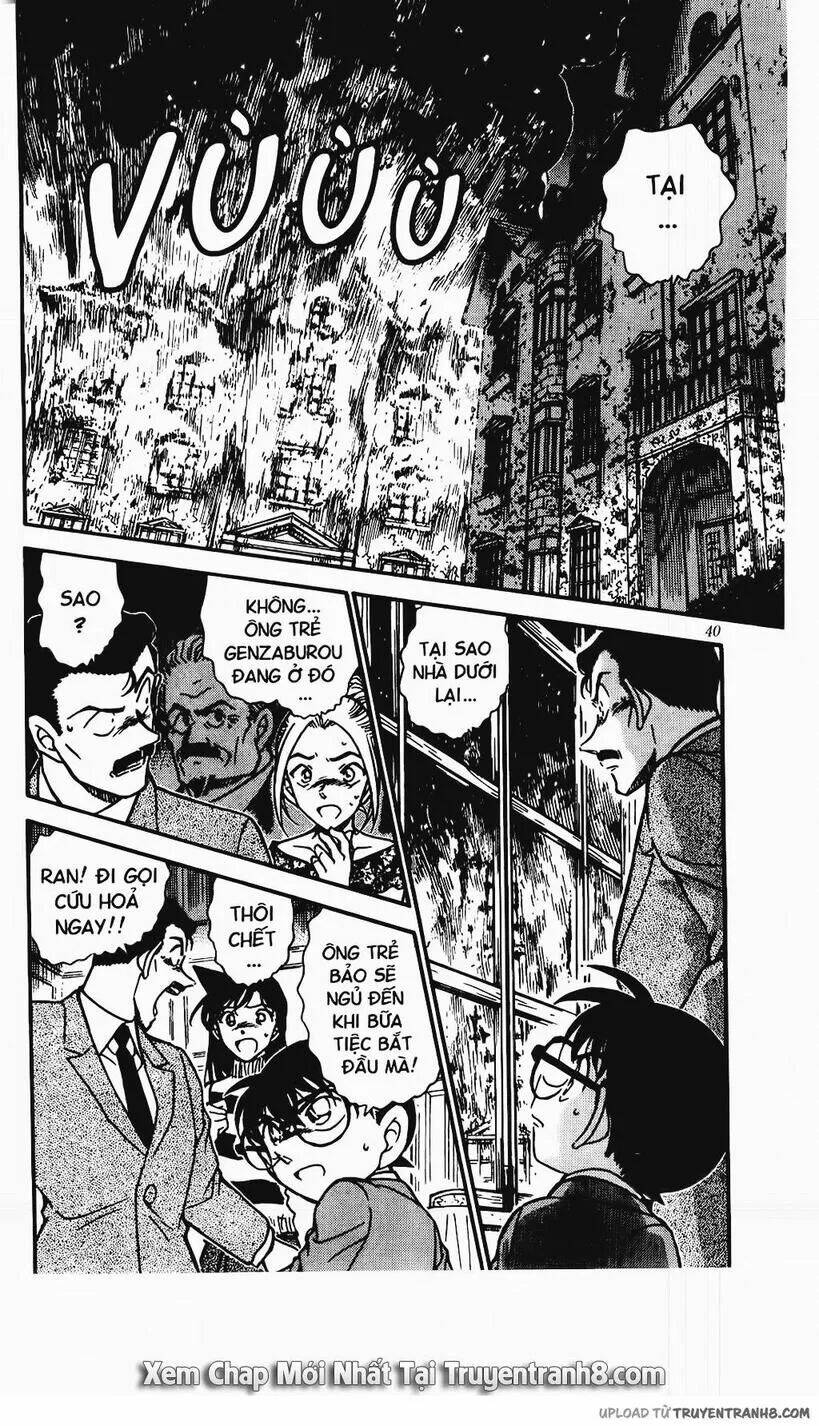 VÙÙÙ
TẠI
...
40
TẠI SAO
NHÀ DƯỚI
LẠI...
KHÔNG...
ÔNG TRẺ
GENZABUROU
ĐANG Ở ĐÓ
...
SAO
?
ÔNG TRẺ
BẢO SẼ
NGỦ ĐẾN
KHI BỮA
TIỆC BẮT
ĐẦU MÀ!
THÔI
CHẾT
...
RAN! ĐI GỌI
CỨU HOẢ
NGAY!!
Xem Chap Mới Nhất Tại Truyentranh8.com
UPLOAD TỪ TRUYENTRANH8.COM